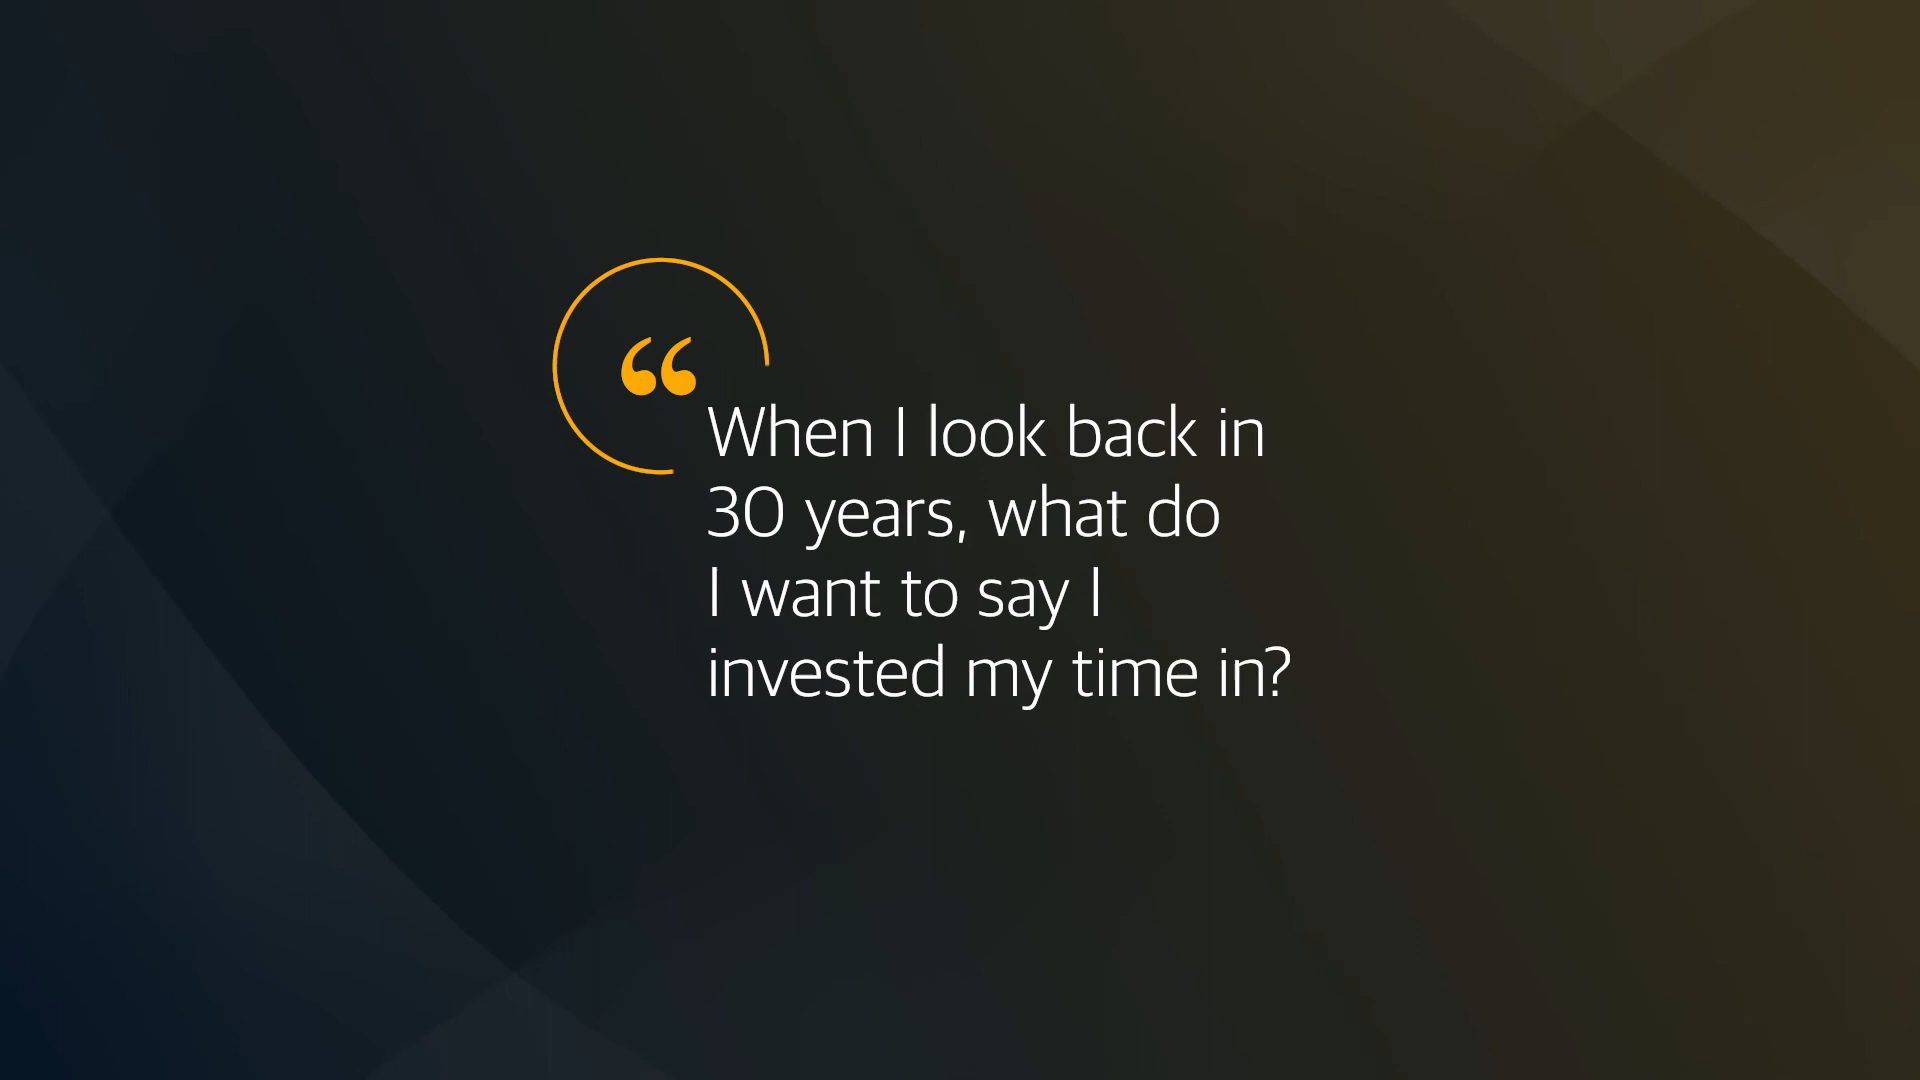 “
When I look back in
30 years, what do
I want to say I
invested my time in?